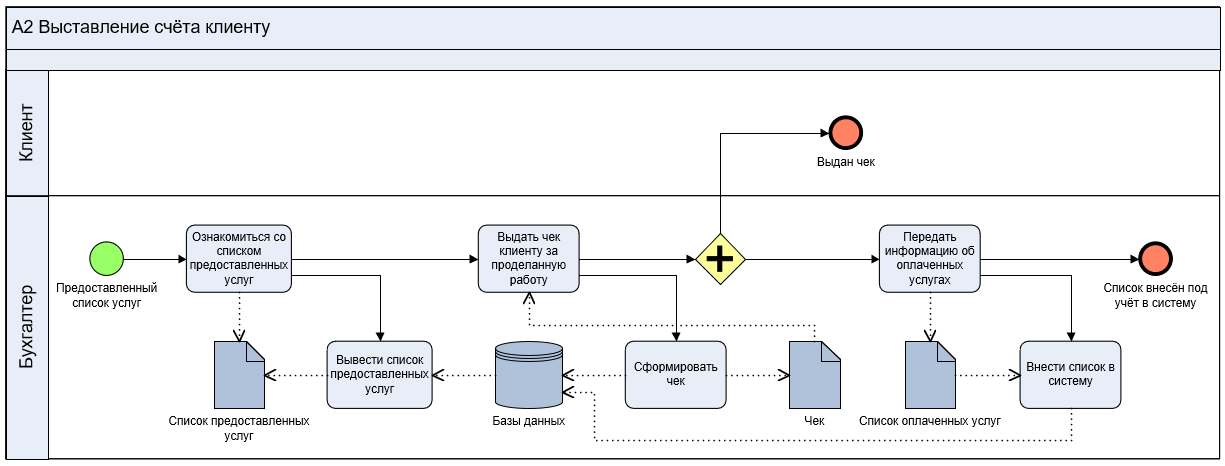 А2 Выставление счёта клиенту
Клиент
Выдан чек
Бухгалтер
Предоставленный
список услуг
Ознакомиться со
списком
предоставленных
услуг
Выдать чек
клиенту за
проделанную
работу
Передать
информацию об
оплаченных
услугах
Список внесён под
учёт в систему
Список предоставленных
услуг
Вывести список
предоставленных
услуг
Базы данных
Сформировать
чек
Чек
Список оплаченных услуг
Внести список в
систему